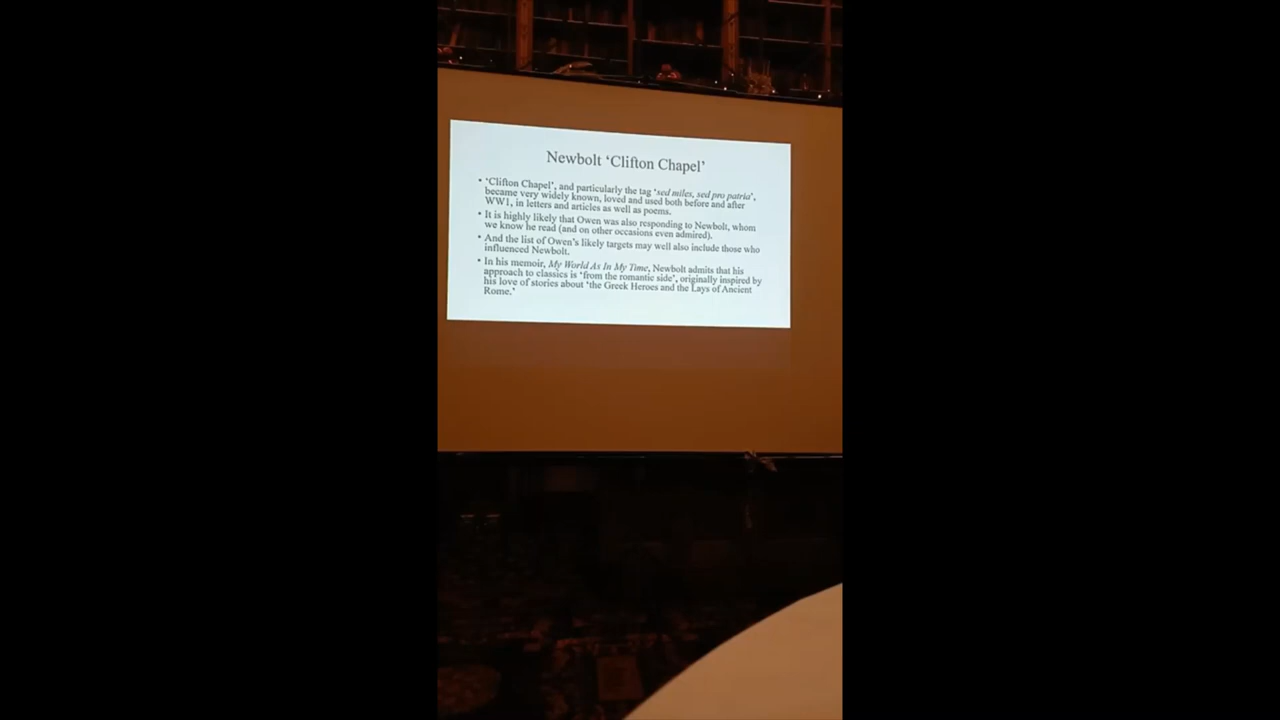 Newbolt ‘Clifton Chapel’
• ‘Clifton Chapel’, and particularly the tag ‘sed miles, sed pro patria’,
became very widely known, loved and used both before and after
WW1, in letters and articles as well as poems.
• It is highly likely that Owen was also responding to Newbolt, whom
we know he read (and on other occasions even admired).
• And the list of Owen’s likely targets may well also include those who
influenced Newbolt.
• In his memoir, My World As In My Time, Newbolt admits that his
approach to classics is ‘from the romantic side’, originally inspired by
his love of stories about ‘the Greek Heroes and the Lays of Ancient
Rome.’